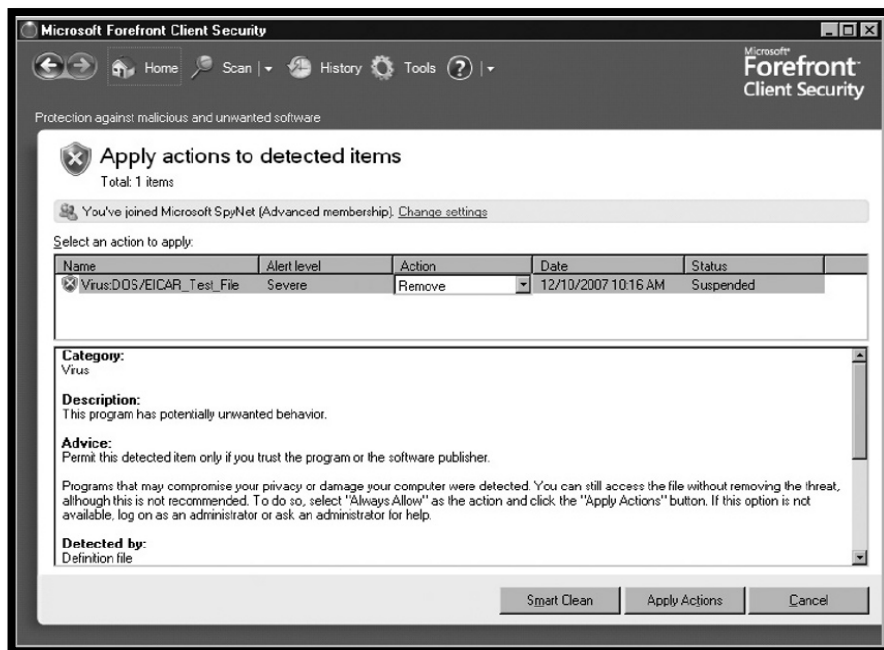 Microsoft Forefront Client Security
Home Scan History Tools ?
Microsoft
Forefront
Client Security
Protection against malicious and unwanted software
Apply actions to detected items
Total: 1 items
You've joined Microsoft SpyNet (Advanced membership). Change settings
Select an action to apply:
Name Alert level Action Date Status
Virus:DOS/EICAR_Test_File Severe Remove 12/10/2007 10:16 AM Suspended
Category:
Virus
Description:
This program has potentially unwanted behavior.
Advice:
Permit this detected item only if you trust the program or the software publisher.
Programs that may compromise your privacy or damage your computer were detected. You can still access the file without removing the threat,
although this is not recommended. To do so, select "Always Allow" as the action and click the "Apply Actions" button. If this option is not
available, log on as an administrator or ask an administrator for help.
Detected by:
Definition file
Smart Clean Apply Actions Cancel